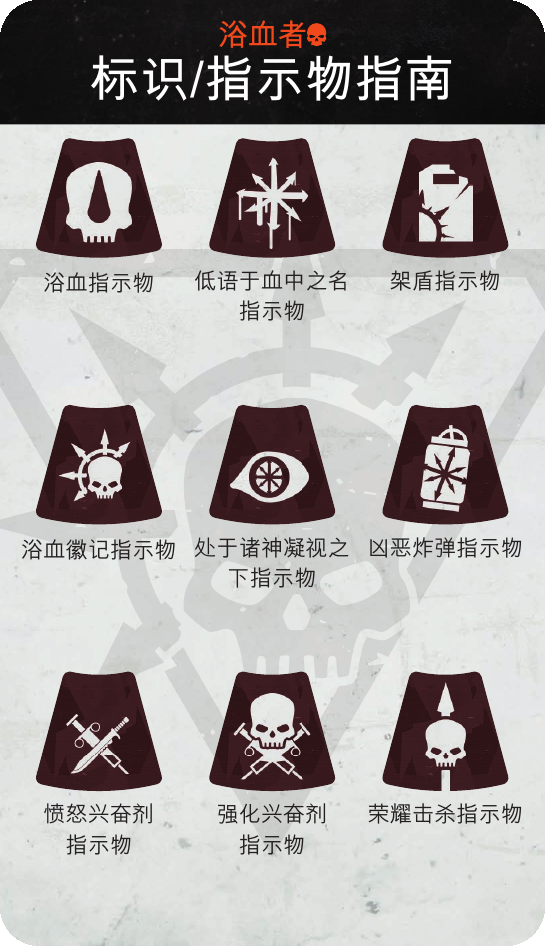 浴血者
标识/指示物指南
浴血指示物
低语于血中之名
指示物
架盾指示物
浴血徽记指示物
处于诸神凝视之
下指示物
凶恶炸弹指示物
愤怒兴奋剂
指示物
强化兴奋剂
指示物
荣耀击杀指示物